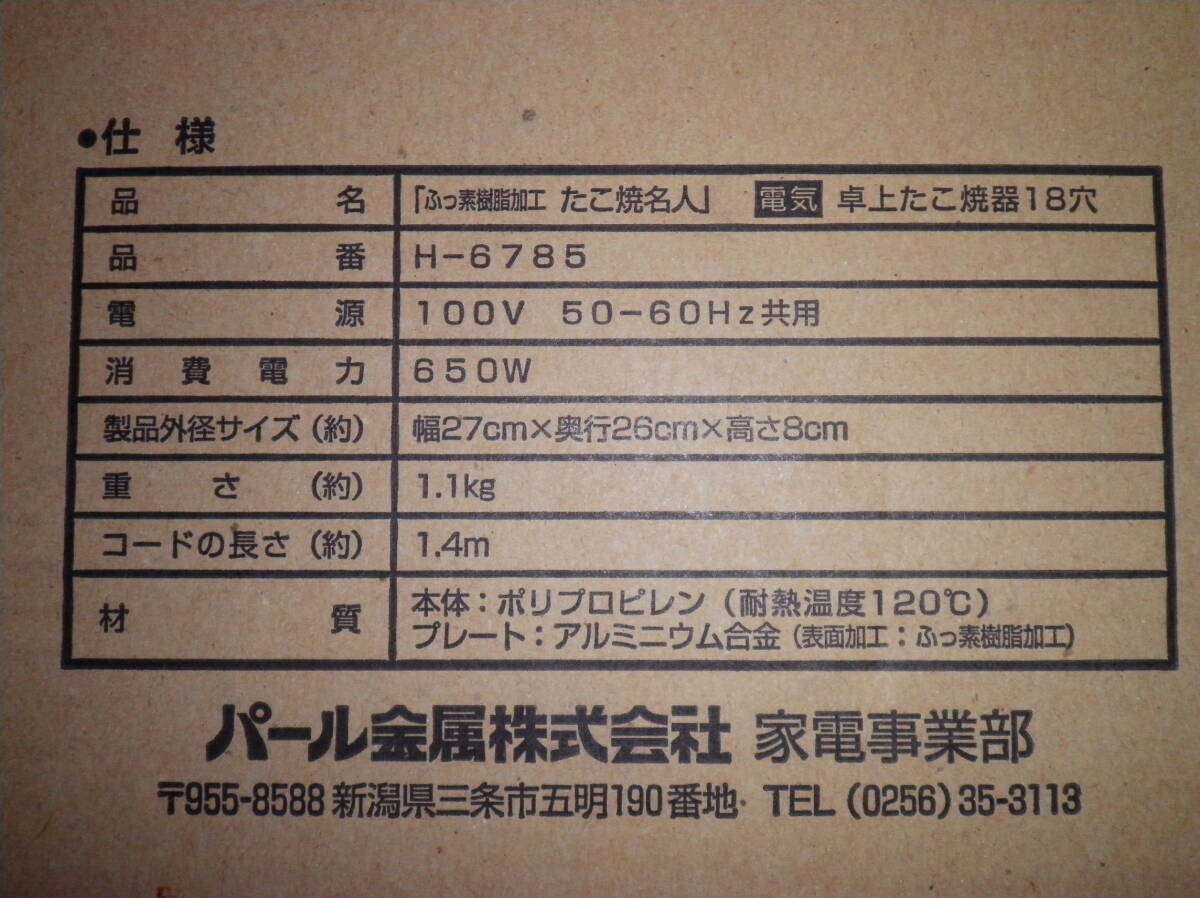 ●仕様
品名 「ふっ素樹脂加工 たこ焼名人」 電気 卓上たこ焼器18穴
品番 H-6785
電源 100V 50-60Hz共用
消費電力 650W
製品外径サイズ(約) 幅27cm×奥行26cm×高さ8cm
重さ(約) 1.1kg
コードの長さ(約) 1.4m
材質 本体:ポリプロピレン(耐熱温度120℃)
プレート:アルミニウム合金(表面加工:ふっ素樹脂加工)
パール金属株式会社 家電事業部
〒955-8588 新潟県三条市五明190番地 TEL(0256)35-3113